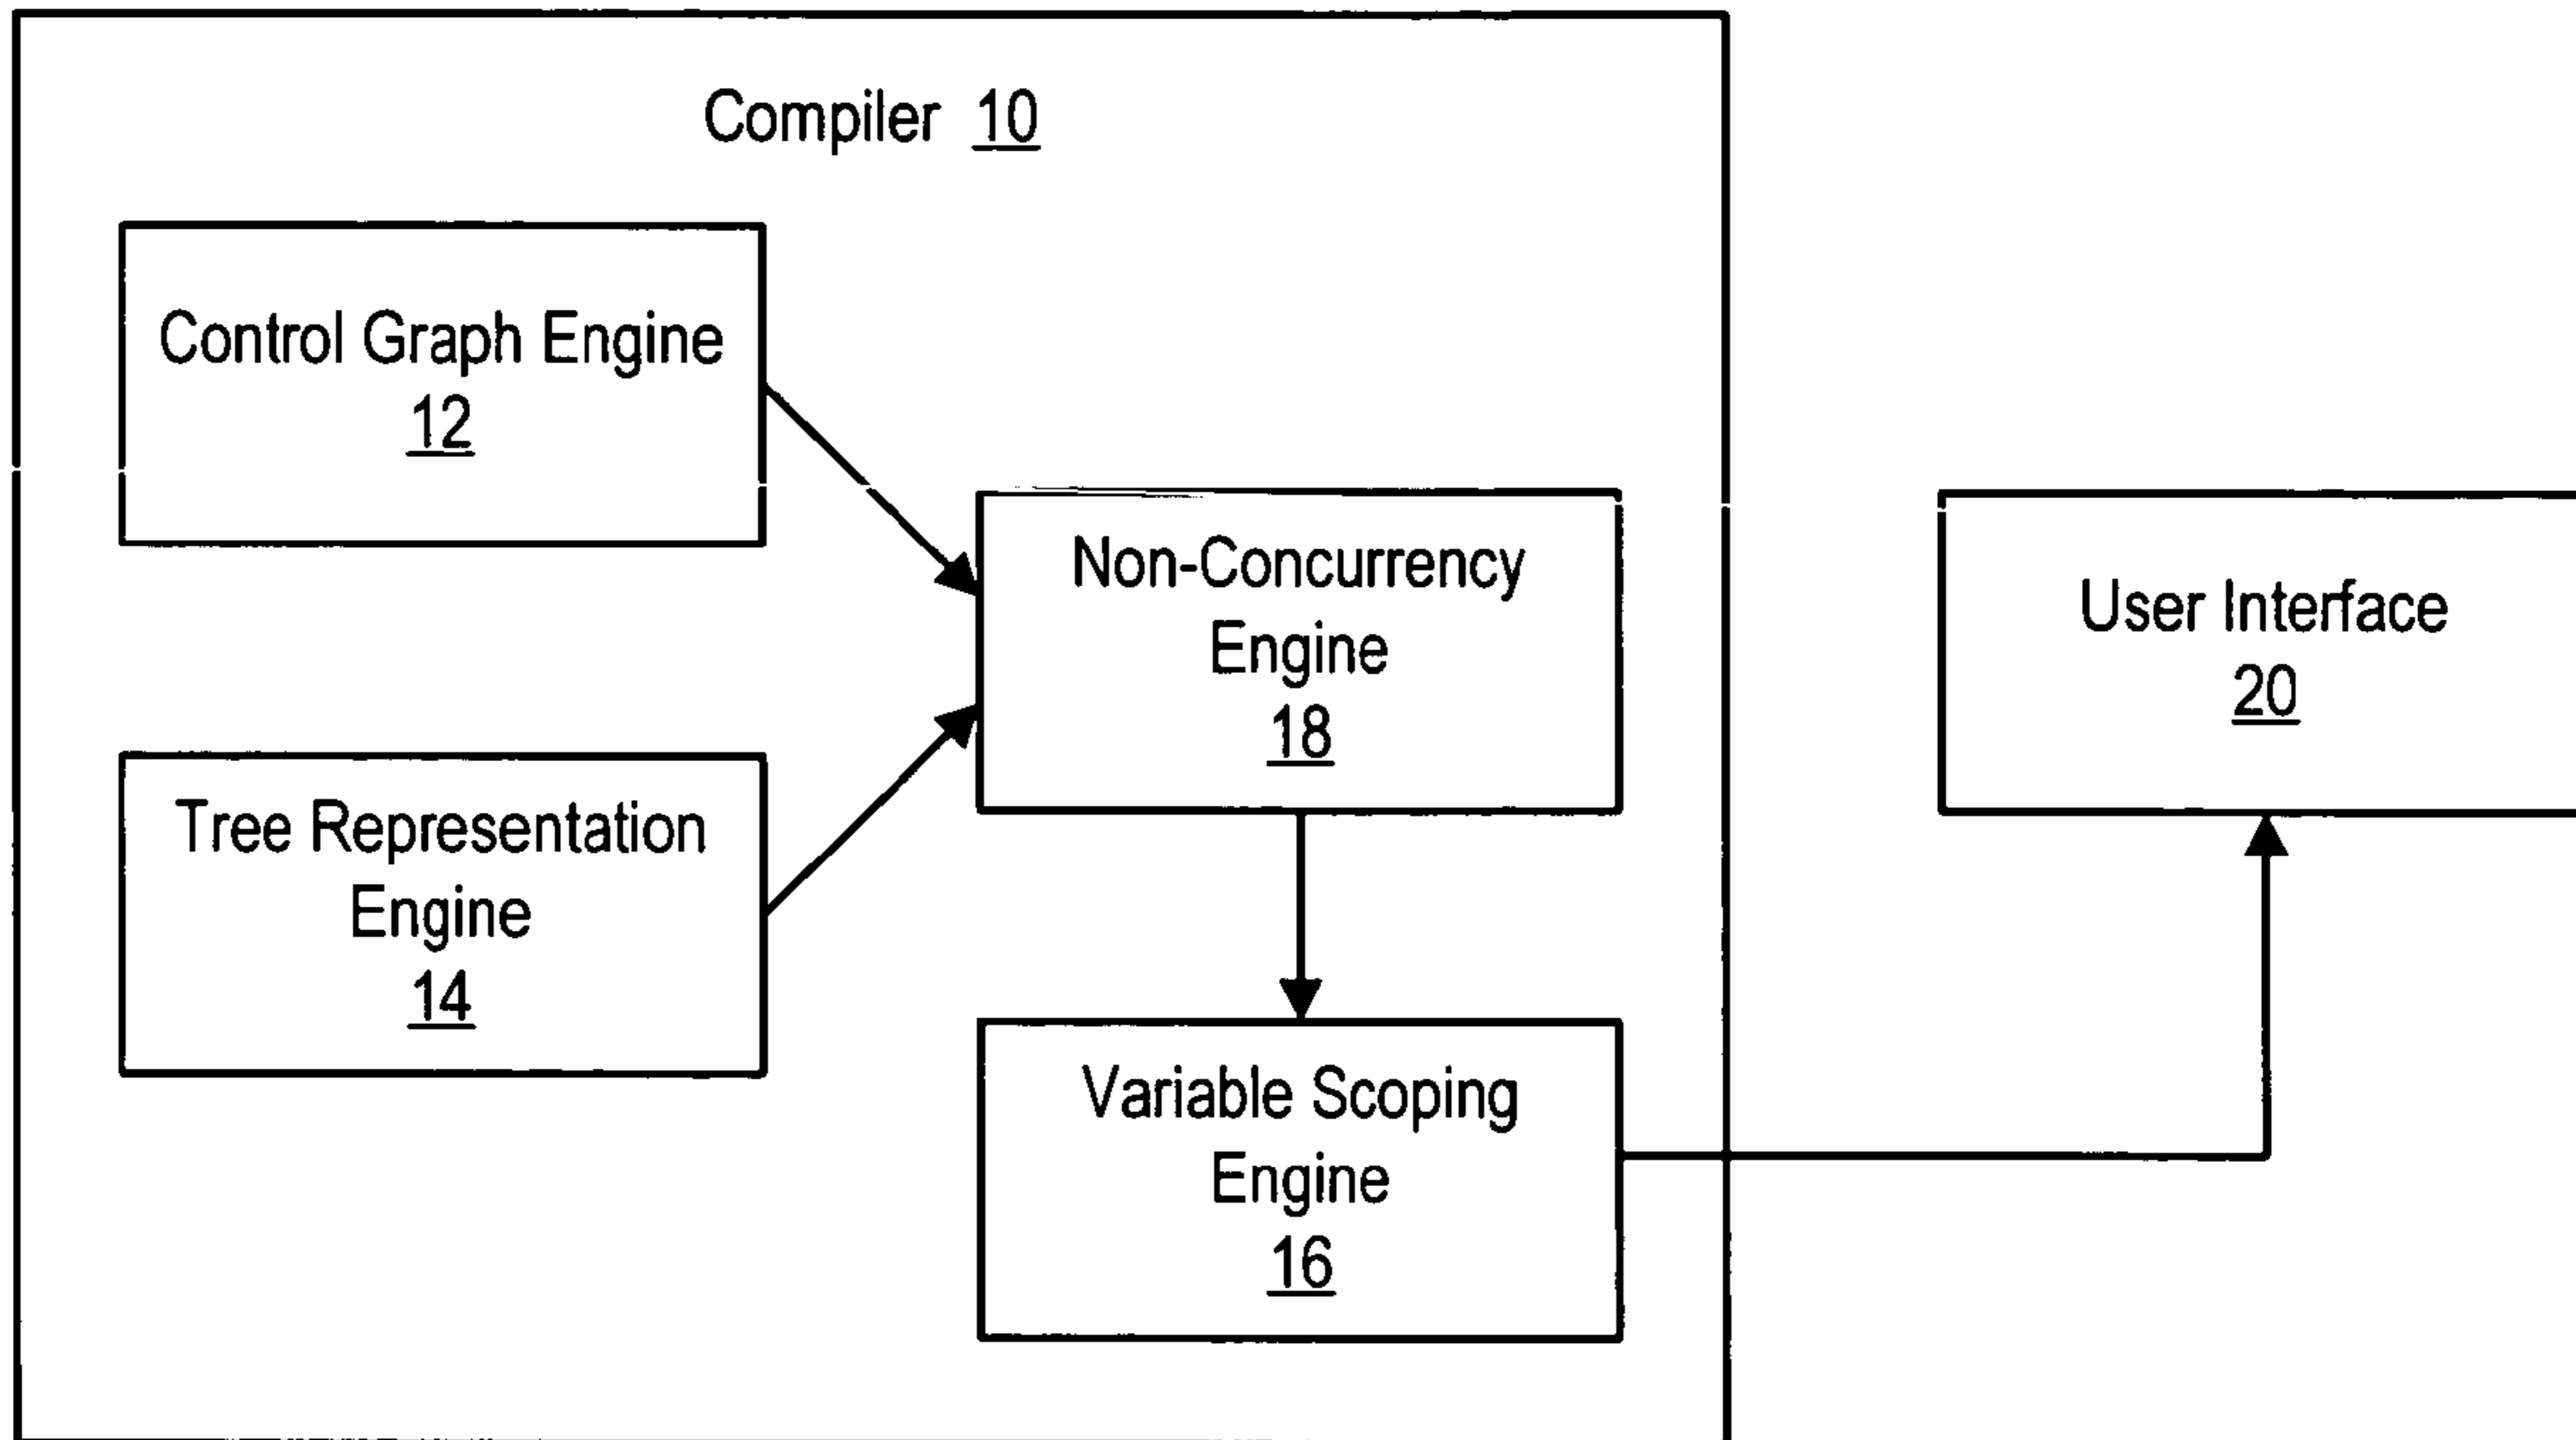 Compiler 10
Control Graph Engine
12
Non-Concurrency
Engine
18
User Interface
20
Tree Representation
Engine
14
Variable Scoping
Engine
16